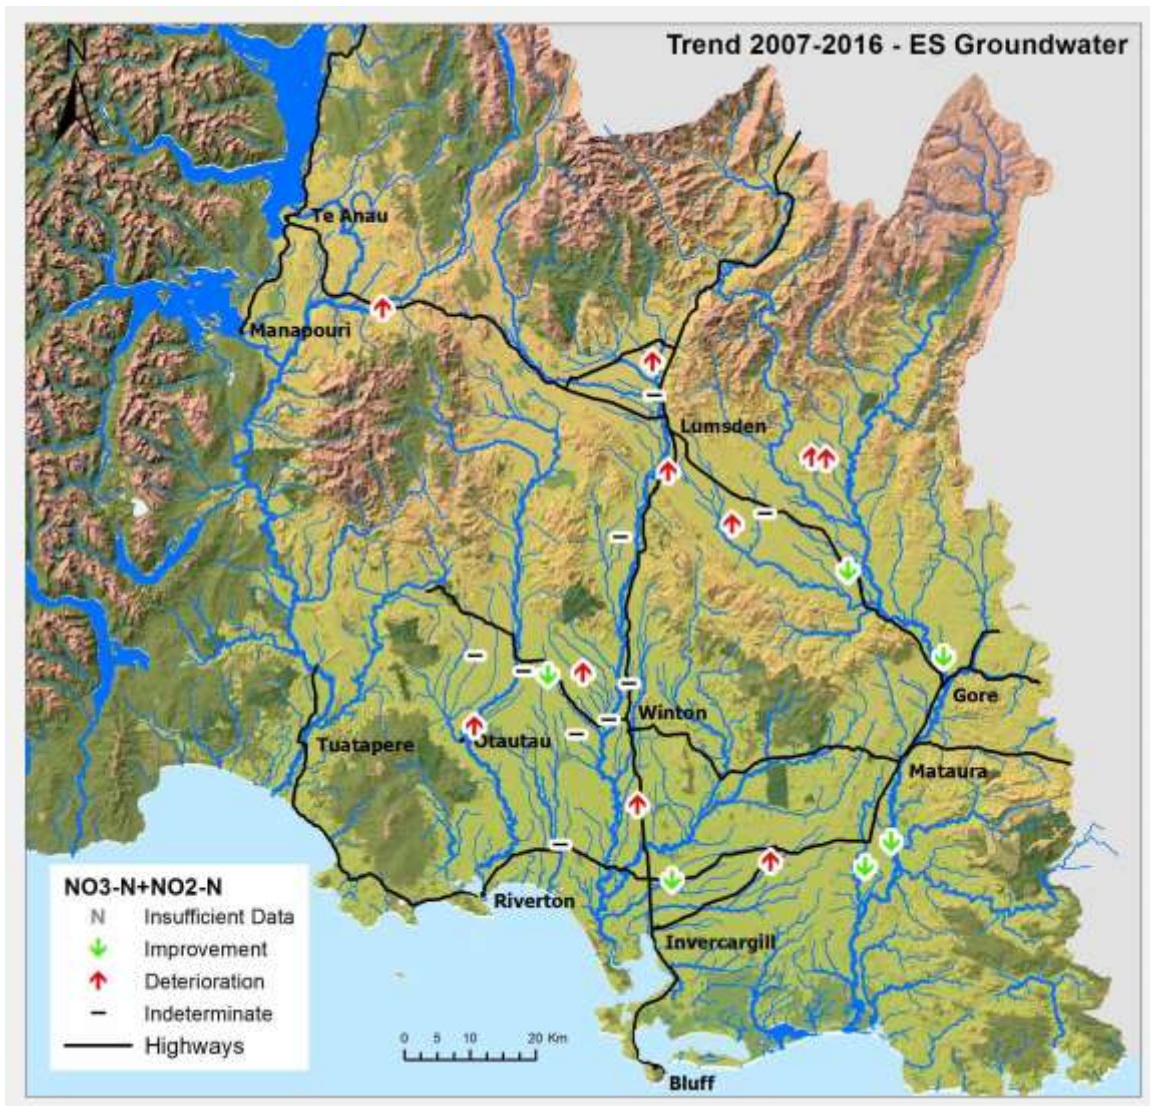 Trend 2007-2016 - ES Groundwater
N
Te Anau
Manapouri
Lumsden
Gore
Winton
Otautau
Tuatapere
Mataura
Riverton
Invercargill
Bluff
NO3-N+NO2-N
N Insufficient Data
Improvement
Deterioration
Indeterminate
Highways
0 5 10 20 Km